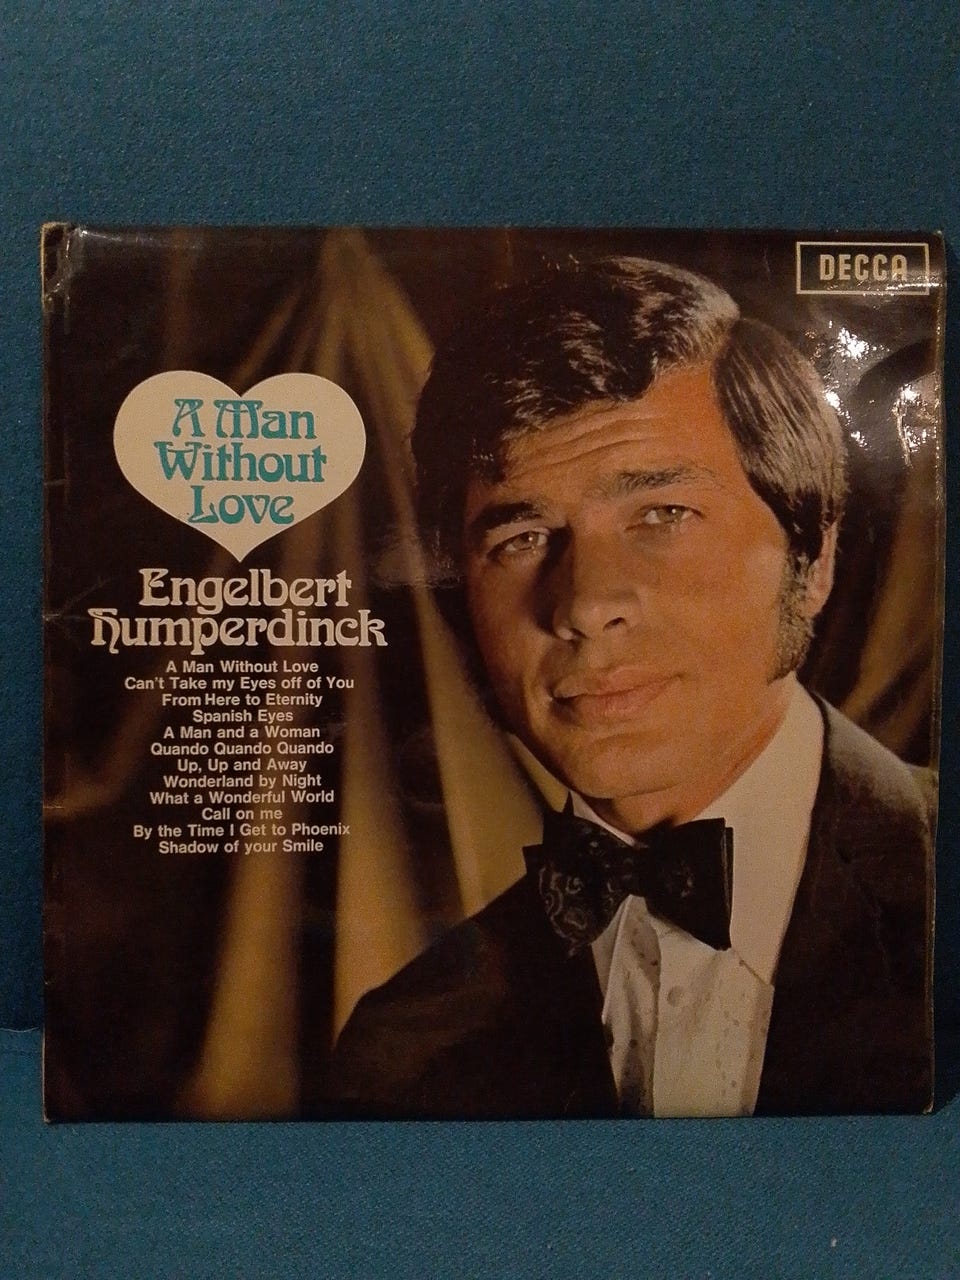 DECCA
A Man
Without
Love
Engelbert
Humperdinck
A Man Without Love
Can't Take my Eyes off of You
From Here to Eternity
Spanish Eyes
A Man and a Woman
Quando Quando Quando
Up, Up and Away
Wonderland by Night
What a Wonderful World
Call on me
By the Time I Get to Phoenix
Shadow of your Smile